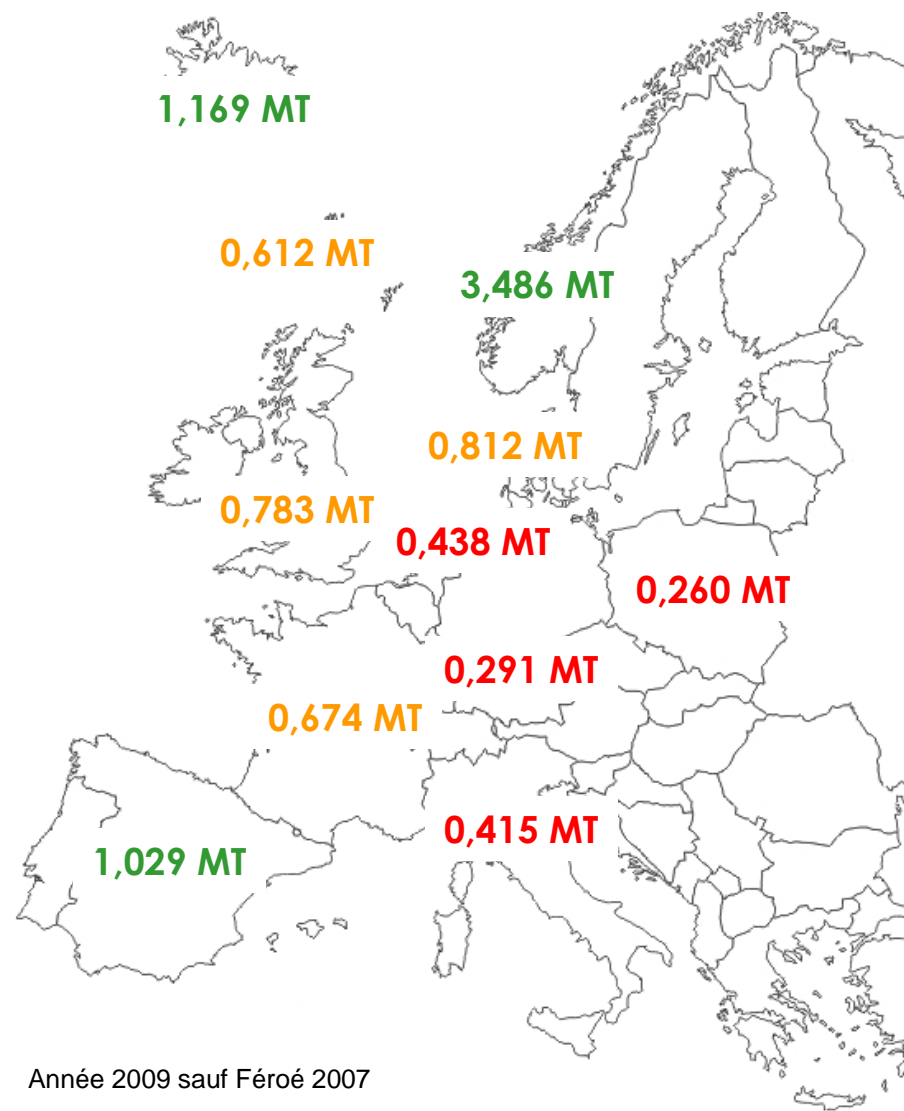 1,169 MT
0,612 MT
3,486 MT
0,812 MT
0,783 MT
0,438 MT
0,260 MT
0,291 MT
0,674 MT
0,415 MT
1,029 MT
Année 2009 sauf Féroé 2007